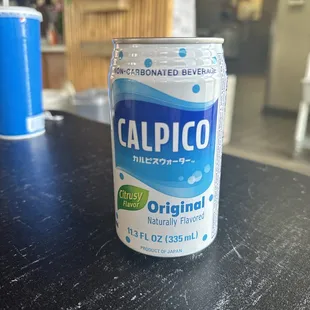 NON-CARBONATED BEVERAGE
CALPICO
カルピスウォーター
Citrusy
Flavor
Original
Naturally Flavored
11.3 FL OZ (335 mL)
PRODUCT OF JAPAN